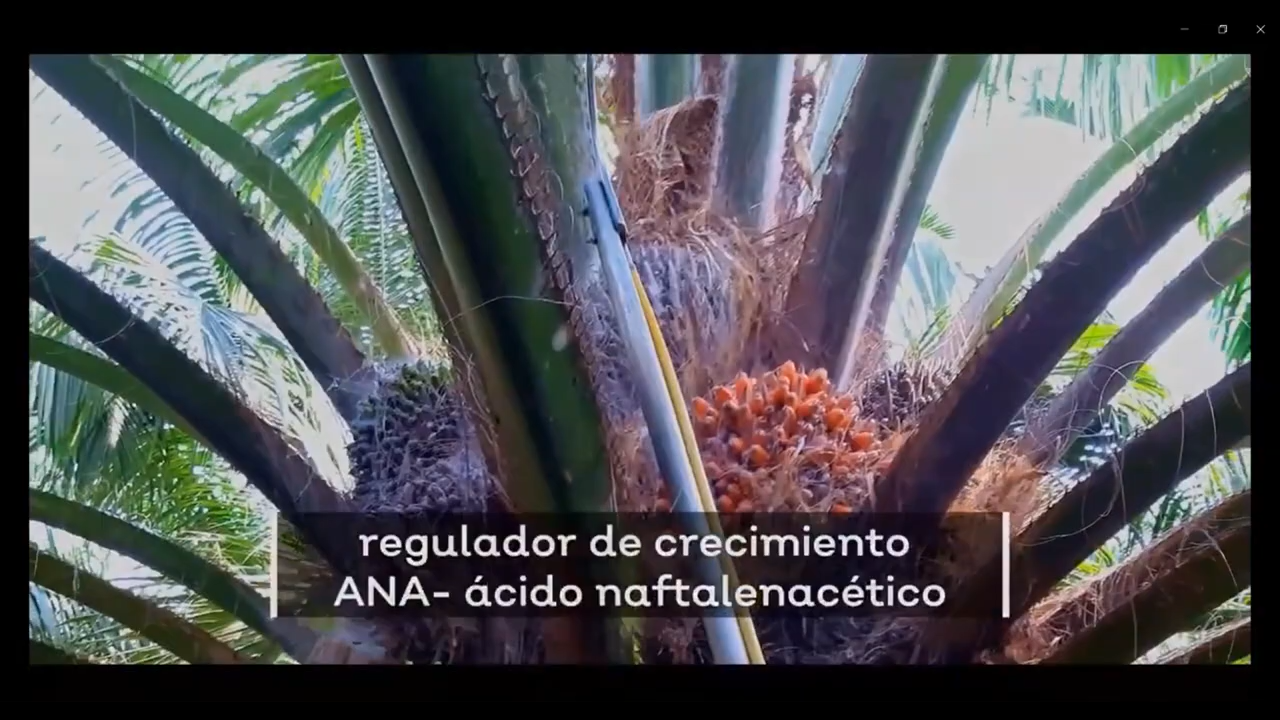 regulador de crecimiento
ANA- ácido naftalenacético